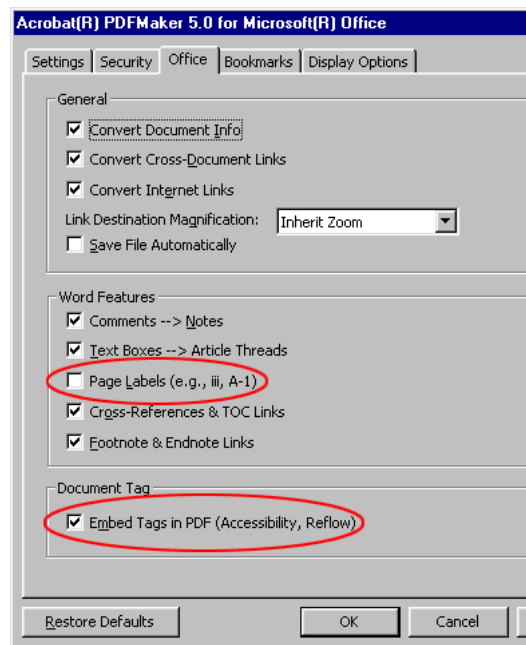 Acrobat(R) PDFMaker 5.0 for Microsoft(R) Office
Settings Security Office Bookmarks Display Options
General
Convert Document Info
Convert Cross-Document Links
Convert Internet Links
Link Destination Magnification: Inherit Zoom
Save File Automatically
Word Features
Comments --> Notes
Text Boxes --> Article Threads
Page Labels (e.g., iii, A-1)
Cross-References & TOC Links
Footnote & Endnote Links
Document Tag
Embed Tags in PDF (Accessibility, Reflow)
Restore Defaults OK Cancel